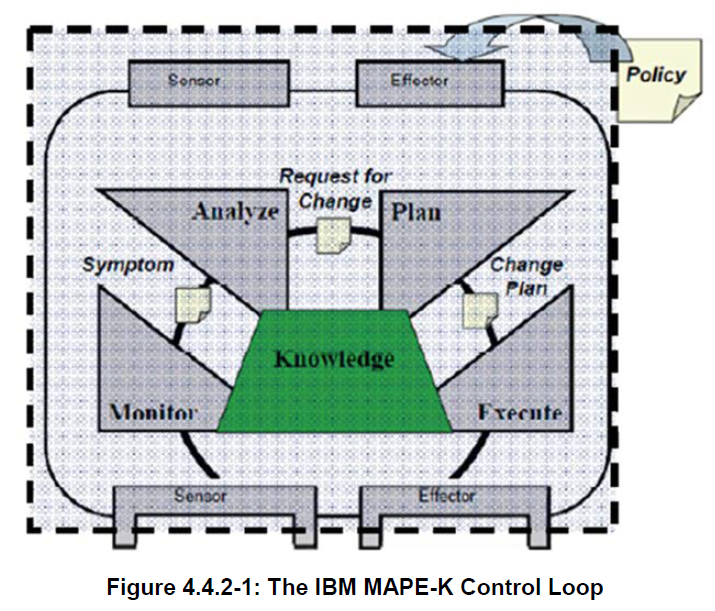 Sensor
Effector
Policy
Request for
Change
Analyze
Plan
Symptom
Change
Plan
Knowledge
Monitor
Execute
Sensor
Effector
Figure 4.4.2-1: The IBM MAPE-K Control Loop